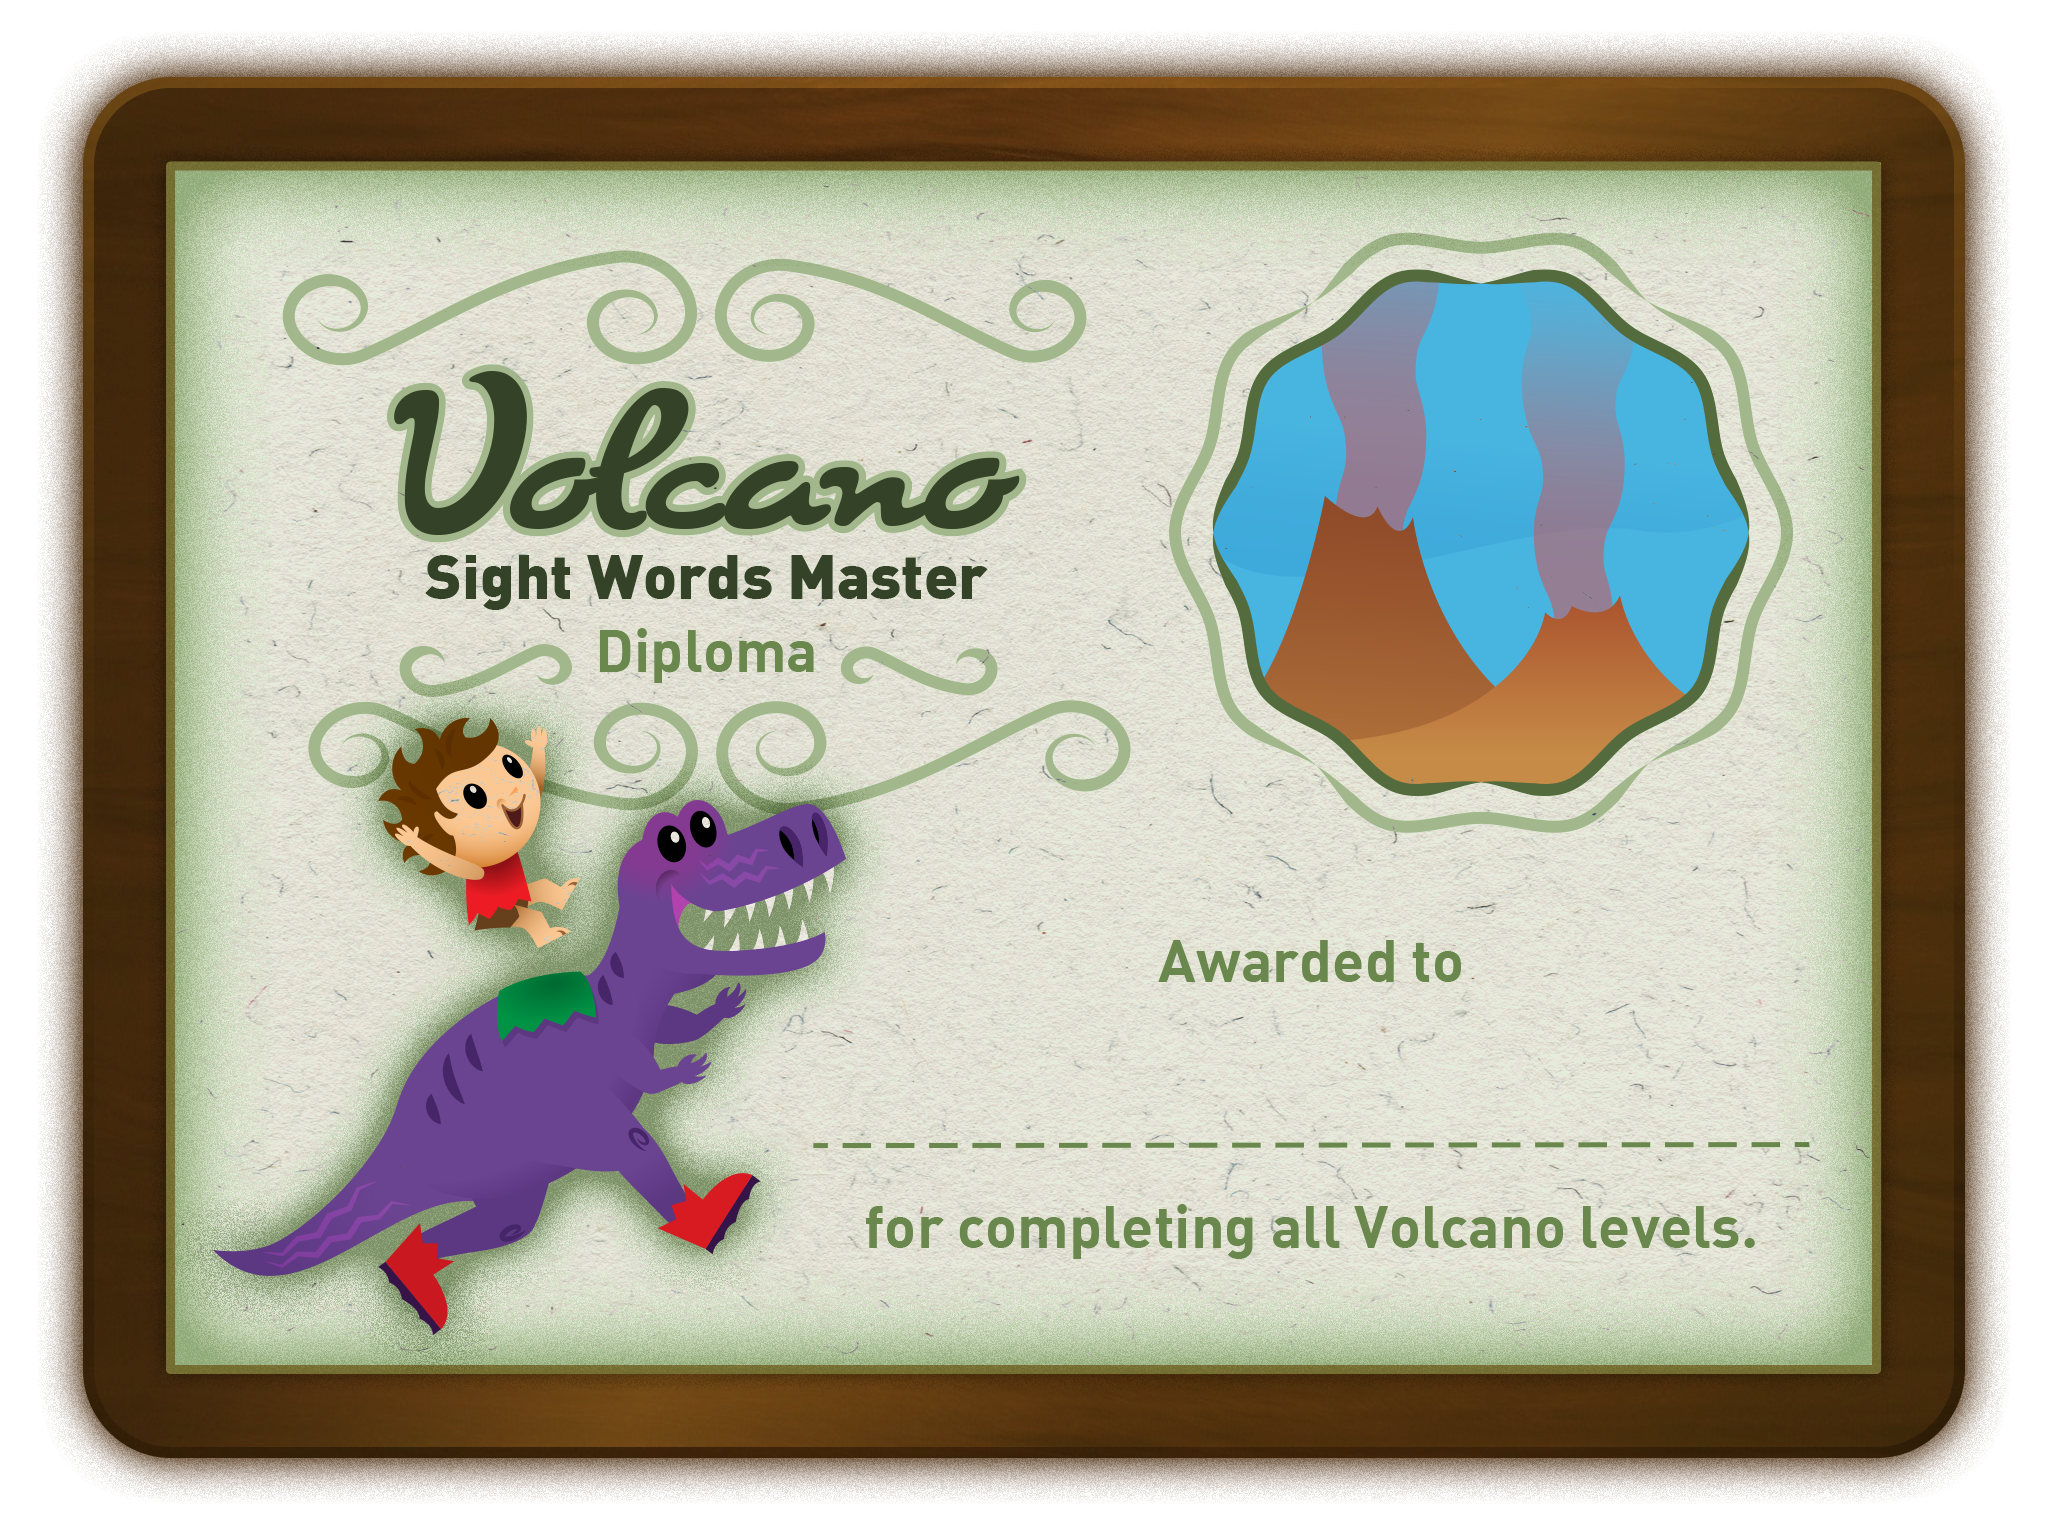 Volcano
Sight Words Master
Diploma
Awarded to
for completing all Volcano levels.